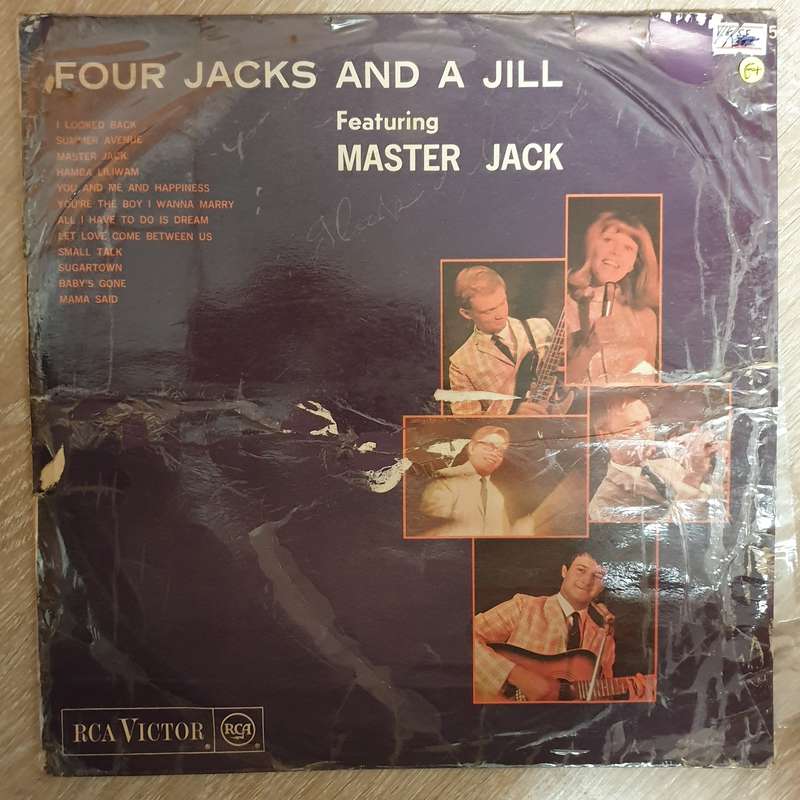 FOUR JACKS AND A JILL
Featuring
MASTER JACK
I LOOKED BACK
SUMMER AVENUE
MASTER JACK
HAMBA LILIWAM
YOU AND ME AND HAPPINESS
YOU'RE THE BOY I WANNA MARRY
ALL I HAVE TO DO IS DREAM
LET LOVE COME BETWEEN US
SMALL TALK
SUGARTOWN
BABY'S GONE
MAMA SAID
RCA VICTOR
RCA